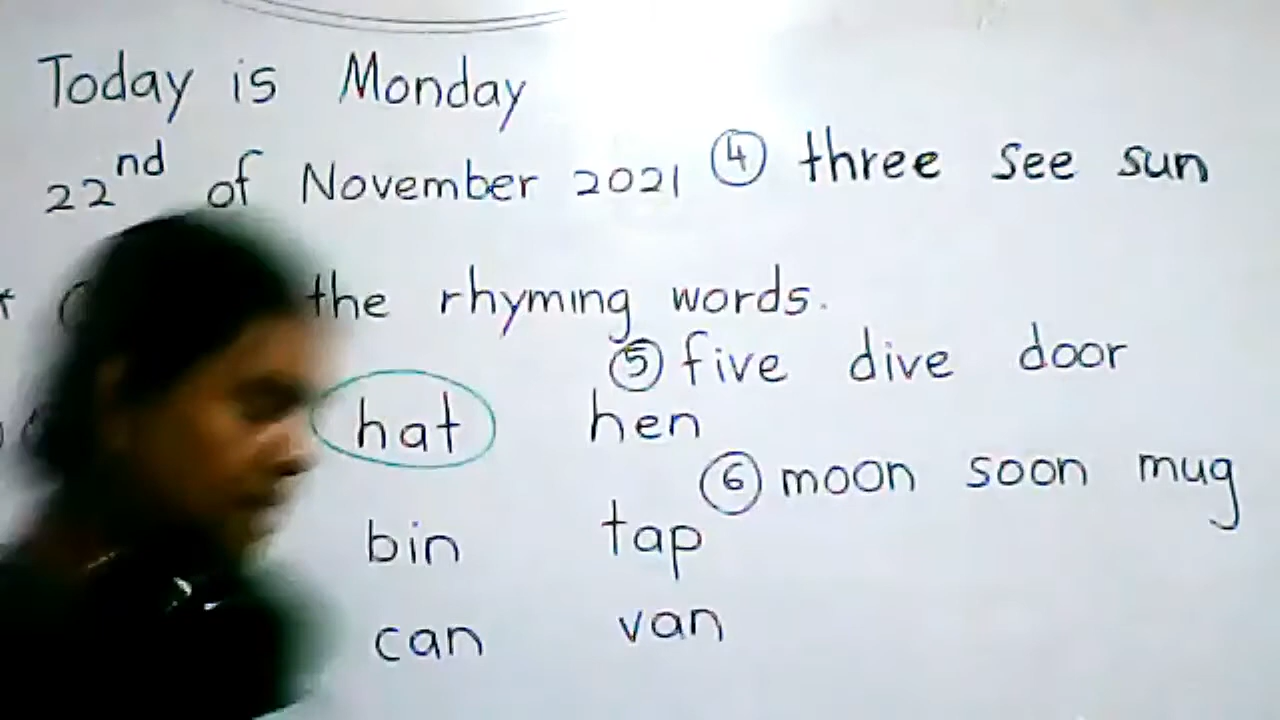 Today is Monday
22nd of November 2021
④ three see sun
the rhyming words.
⑤ five dive door
hat hen
⑥ moon soon mug
bin tap
can van